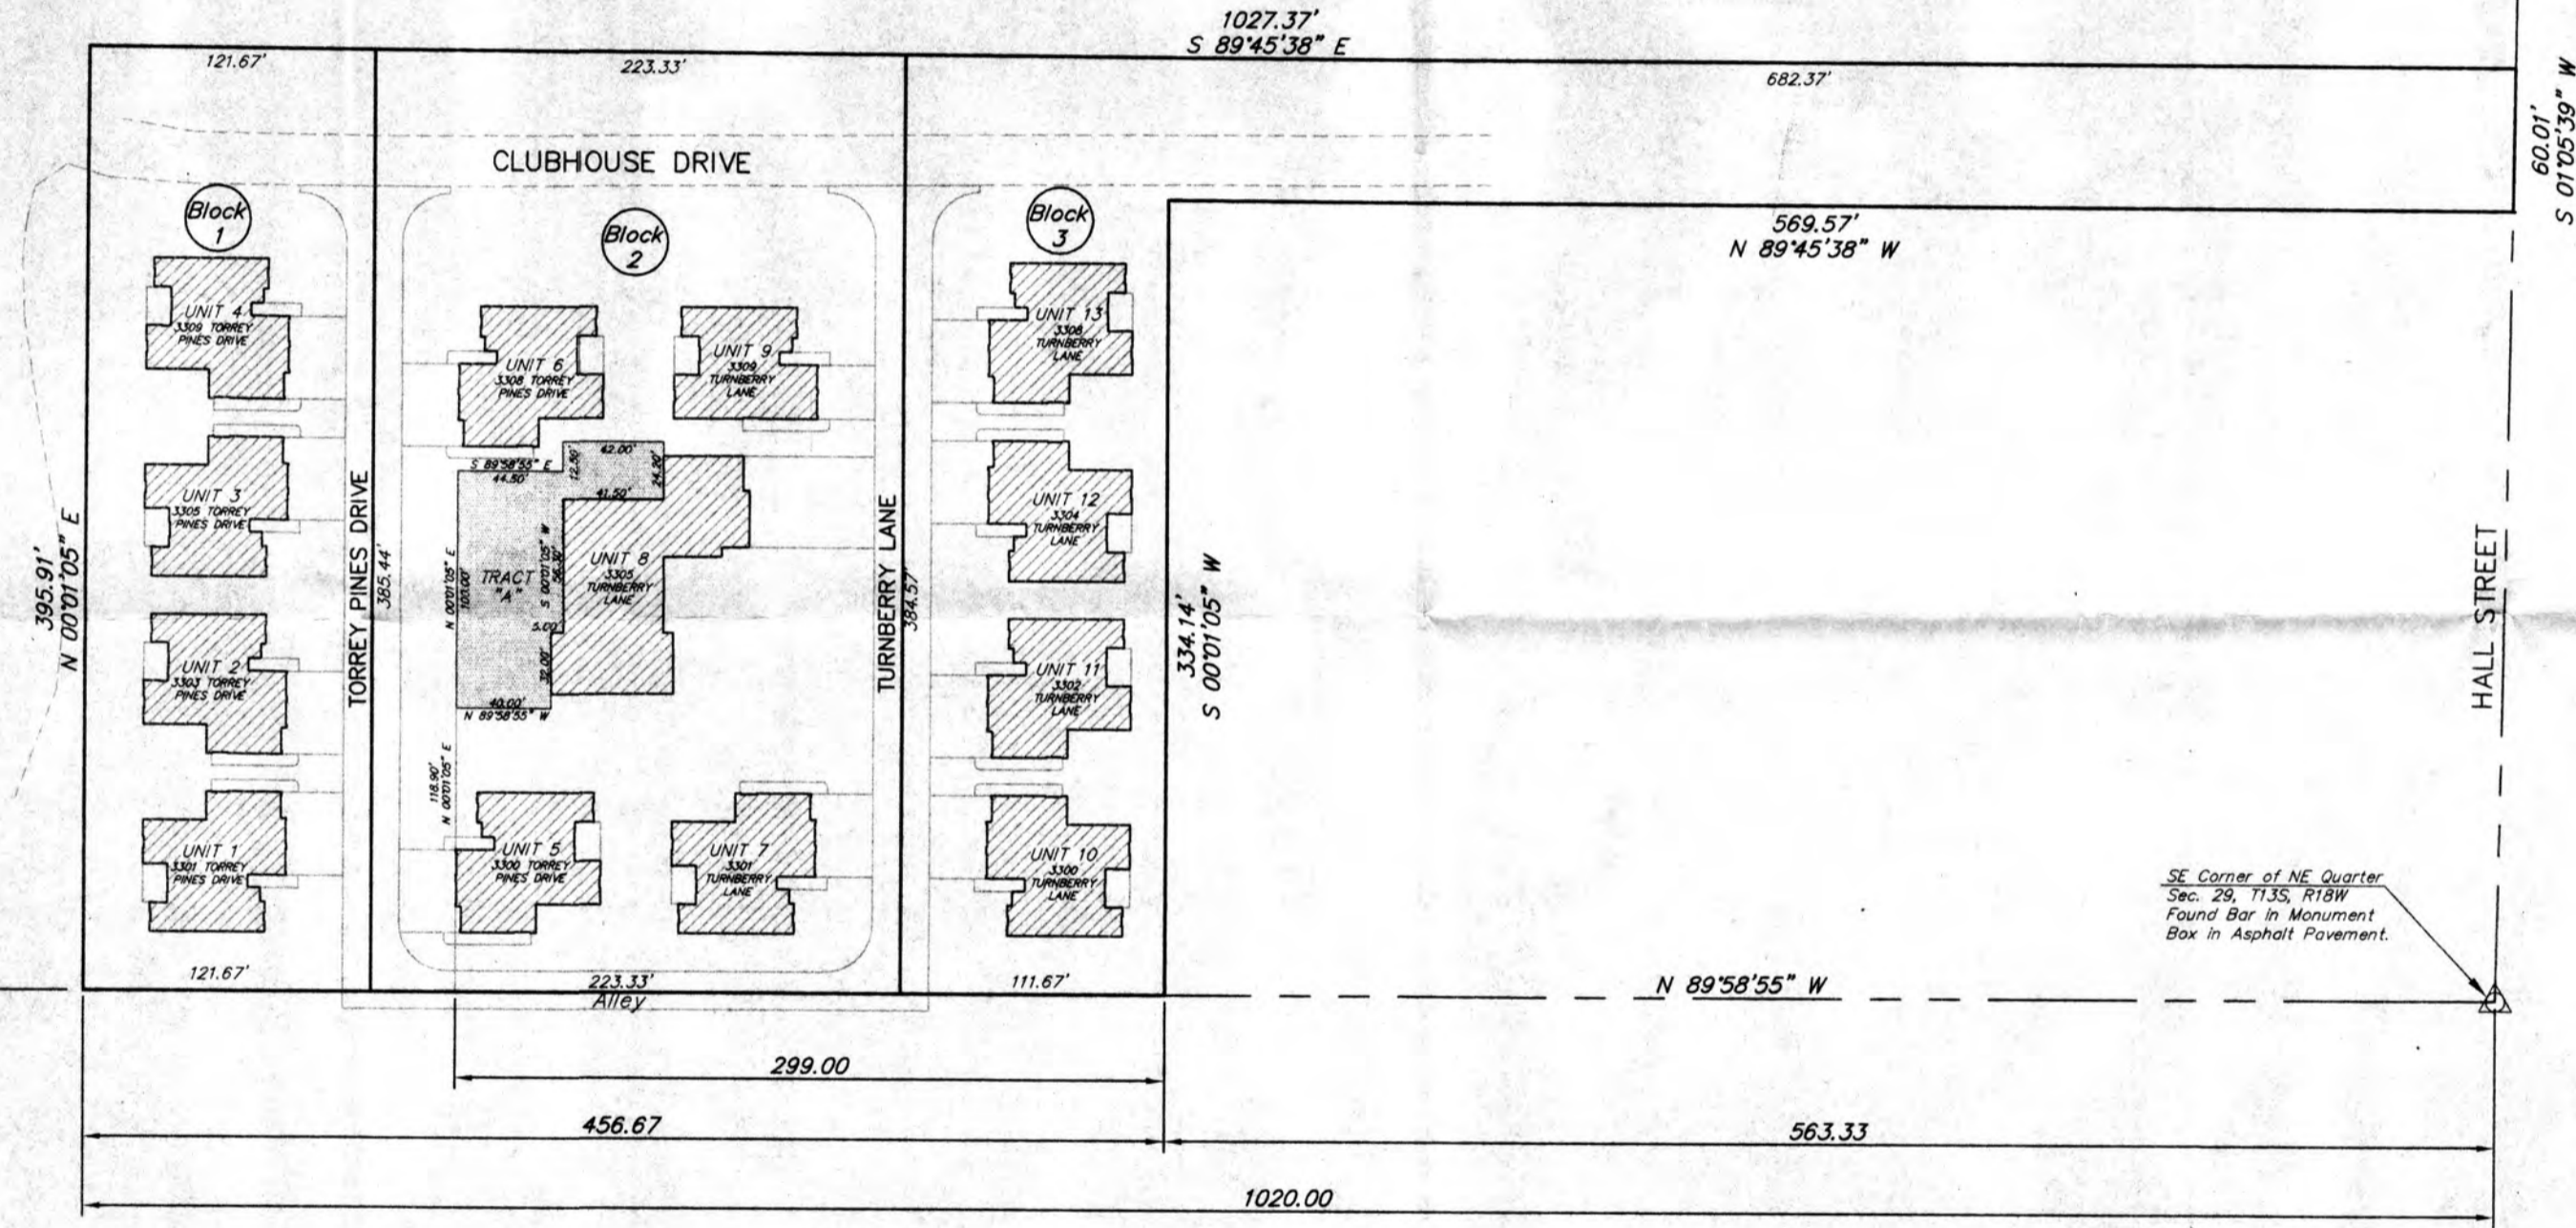 1027.37'
S 89°45'38" E
121.67'
223.33'
682.37'
60.01'
S 01°05'39" W
CLUBHOUSE DRIVE
Block
1
Block
2
Block
3
569.57'
N 89°45'38" W
UNIT 4
3309 TORREY
PINES DRIVE
UNIT 6
3308 TORREY
PINES DRIVE
UNIT 9
3309
TURNBERRY
LANE
UNIT 13
3308
TURNBERRY
LANE
UNIT 3
3305 TORREY
PINES DRIVE
S 89°58'55" E
44.50'
12.50'
42.00'
24.20'
41.50'
UNIT 12
3304
TURNBERRY
LANE
395.91'
N 00°01'05" E
TORREY PINES DRIVE
385.44'
N 00°01'05" E
103.00'
TRACT
"A"
S 00°01'05" W
56.30'
5.00'
32.00'
40.00'
N 89°58'55" W
UNIT 8
3305
TURNBERRY
LANE
TURNBERRY LANE
384.57'
334.14'
S 00°01'05" W
HALL STREET
UNIT 2
3303 TORREY
PINES DRIVE
UNIT 11
3302
TURNBERRY
LANE
118.90'
N 00°01'05" E
UNIT 1
3301 TORREY
PINES DRIVE
UNIT 5
3300 TORREY
PINES DRIVE
UNIT 7
3301
TURNBERRY
LANE
UNIT 10
3300
TURNBERRY
LANE
SE Corner of NE Quarter
Sec. 29, T13S, R18W
Found Bar in Monument
Box in Asphalt Pavement.
121.67'
223.33'
111.67'
Alley
N 89°58'55" W
299.00
456.67
563.33
1020.00